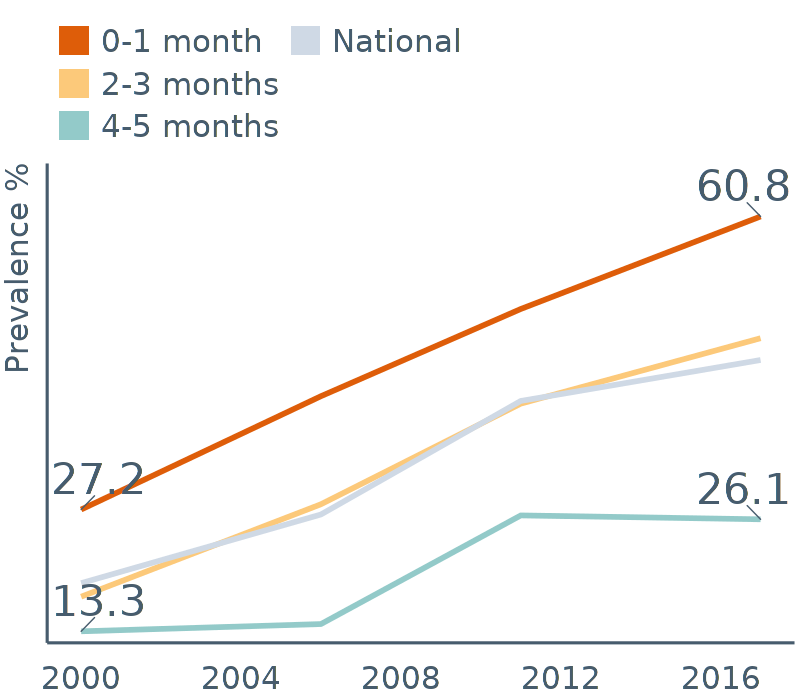 0-1 month
National
2-3 months
4-5 months
Prevalence %
60.8
27.2
26.1
13.3
2000 2004 2008 2012 2016